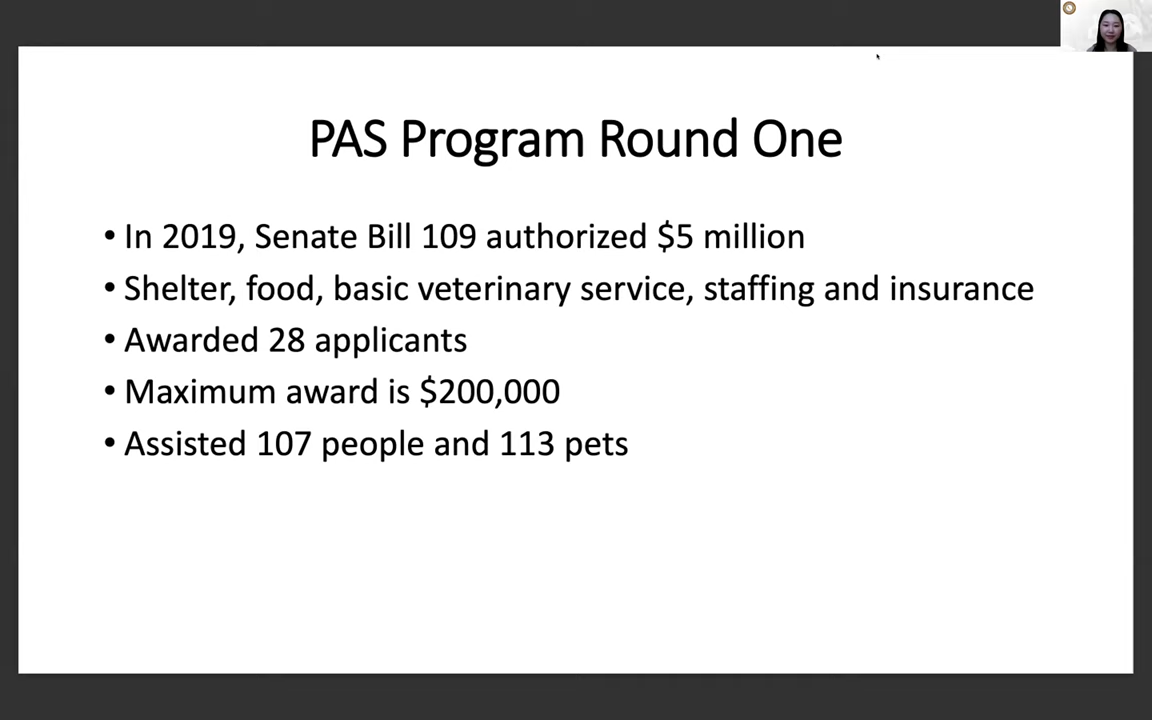 PAS Program Round One
• In 2019, Senate Bill 109 authorized $5 million
• Shelter, food, basic veterinary service, staffing and insurance
• Awarded 28 applicants
• Maximum award is $200,000
• Assisted 107 people and 113 pets